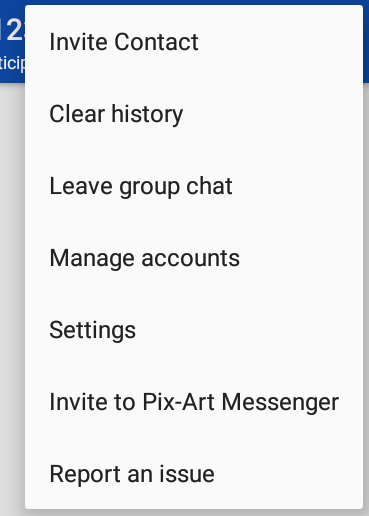 Invite Contact
Clear history
Leave group chat
Manage accounts
Settings
Invite to Pix-Art Messenger
Report an issue